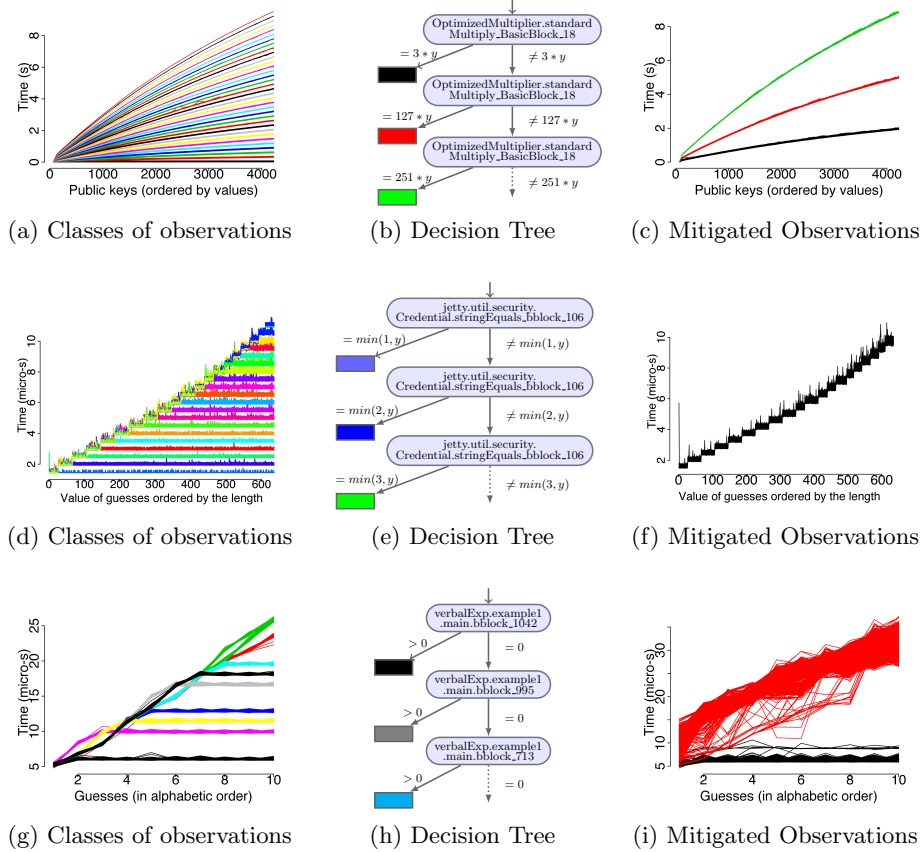 Time (s)
0 2 4 6 8
0 1000 2000 3000 4000
Public keys (ordered by values)
(a) Classes of observations
OptimizedMultiplier.standard
Multiply_BasicBlock_18
= 3 * y
≠ 3 * y
OptimizedMultiplier.standard
Multiply_BasicBlock_18
= 127 * y
≠ 127 * y
OptimizedMultiplier.standard
Multiply_BasicBlock_18
= 251 * y
≠ 251 * y
(b) Decision Tree
Time (s)
0 2 4 6 8
0 1000 2000 3000 4000
Public keys (ordered by values)
(c) Mitigated Observations
Time (micro-s)
2 4 6 8 10
0 100 200 300 400 500 600
Value of guesses ordered by the length
(d) Classes of observations
jetty.util.security.
Credential.stringEquals_bblock_106
= min(1, y)
≠ min(1, y)
jetty.util.security.
Credential.stringEquals_bblock_106
= min(2, y)
≠ min(2, y)
jetty.util.security.
Credential.stringEquals_bblock_106
= min(3, y)
≠ min(3, y)
(e) Decision Tree
Time (micro-s)
2 4 6 8 10
0 100 200 300 400 500 600
Value of guesses ordered by the length
(f) Mitigated Observations
Time (micro-s)
5 10 15 20 25
2 4 6 8 10
Guesses (in alphabetic order)
(g) Classes of observations
verbalExp.example1
.main.bblock_1042
> 0
= 0
verbalExp.example1
.main.bblock_995
> 0
= 0
verbalExp.example1
.main.bblock_713
> 0
= 0
(h) Decision Tree
Time (micro-s)
5 10 20 30
2 4 6 8 10
Guesses (in alphabetic order)
(i) Mitigated Observations